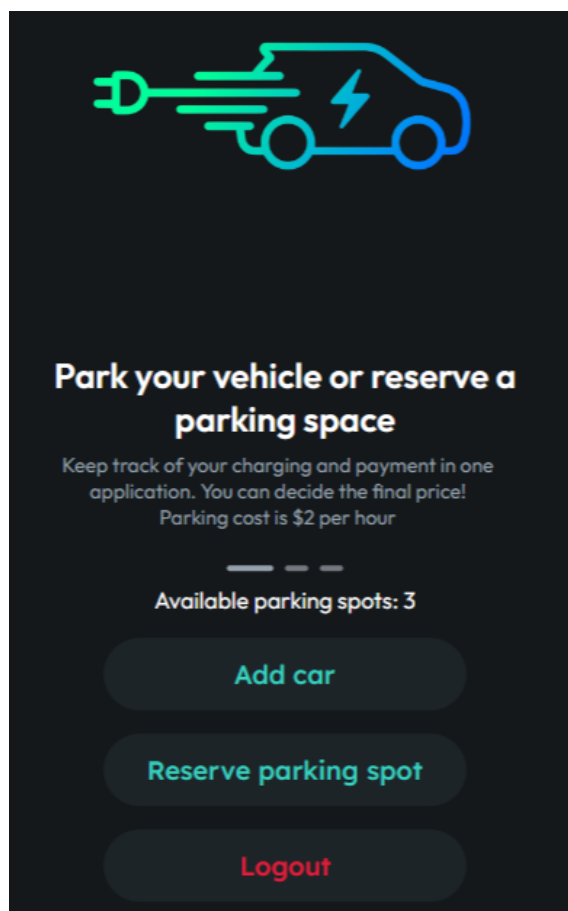 Park your vehicle or reserve a
parking space
Keep track of your charging and payment in one
application. You can decide the final price!
Parking cost is $2 per hour
Available parking spots: 3
Add car
Reserve parking spot
Logout